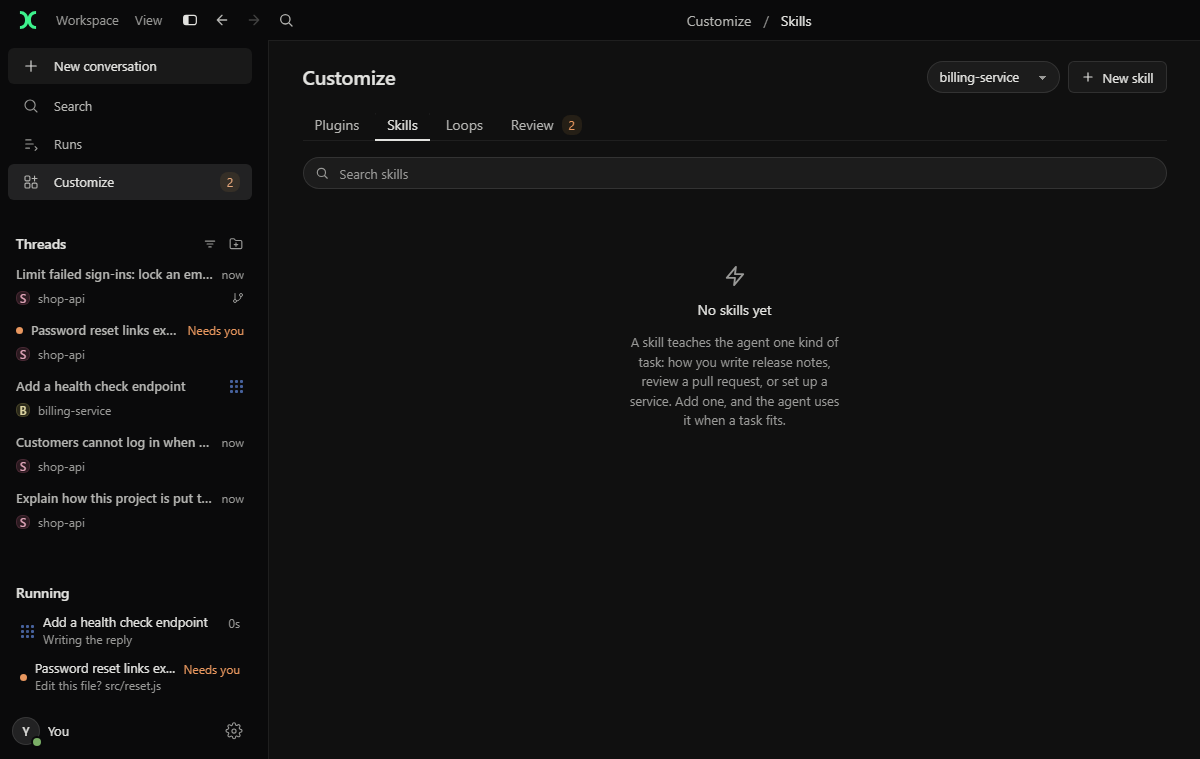 Workspace View
Customize / Skills
New conversation
Search
Runs
Customize 2
Threads
Limit failed sign-ins: lock an em... now
S shop-api
Password reset links ex... Needs you
S shop-api
Add a health check endpoint
B billing-service
Customers cannot log in when ... now
S shop-api
Explain how this project is put t... now
S shop-api
Running
Add a health check endpoint 0s
Writing the reply
Password reset links ex... Needs you
Edit this file? src/reset.js
Y You
Customize
billing-service
New skill
Plugins Skills Loops Review 2
Search skills
No skills yet
A skill teaches the agent one kind of
task: how you write release notes,
review a pull request, or set up a
service. Add one, and the agent uses
it when a task fits.